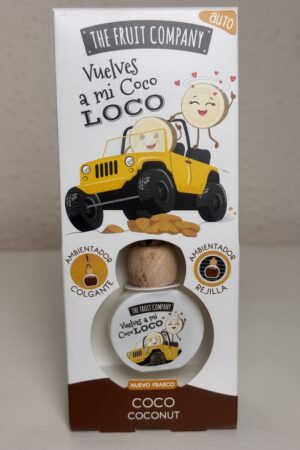 AUTO
THE FRUIT COMPANY
Vuelves
a mi Coco
LOCO
AMBIENTADOR
COLGANTE
AMBIENTADOR
REJILLA
THE FRUIT COMPANY
Vuelves a mi
Coco LOCO
NUEVO FRASCO
COCO
COCONUT